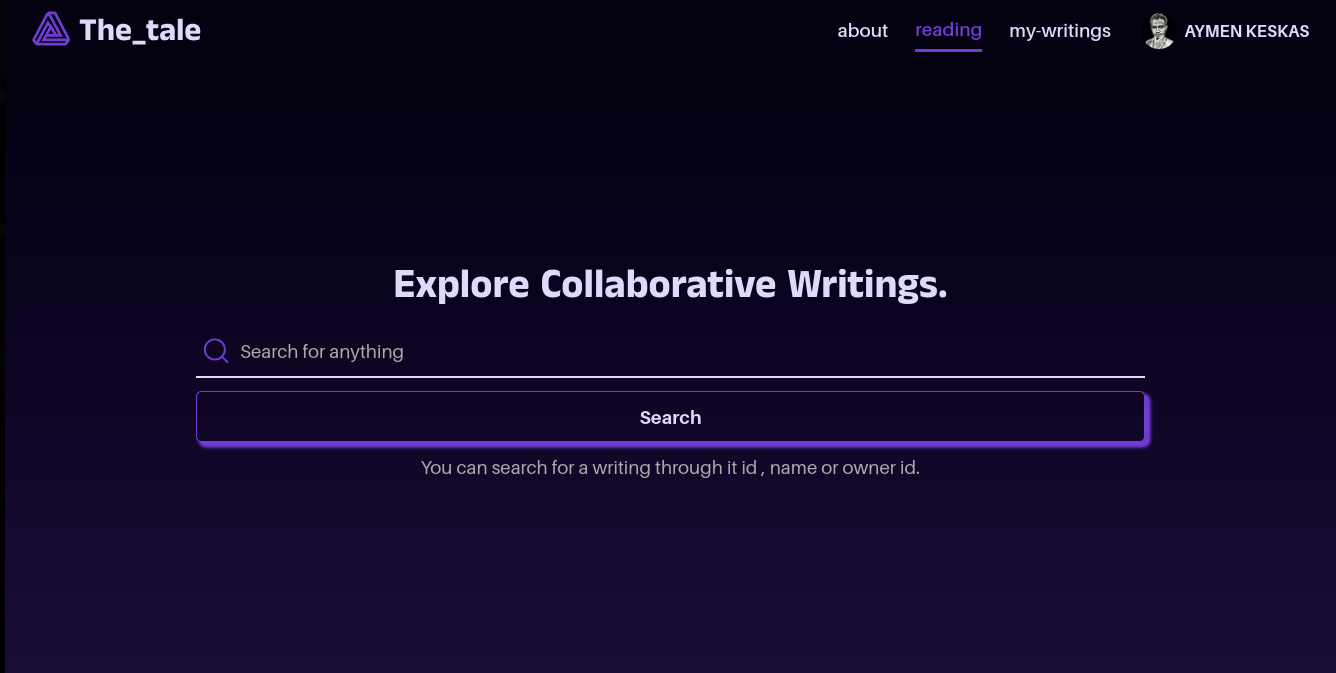 The_tale
about
reading
my-writings
AYMEN KESKAS
Explore Collaborative Writings.
Search for anything
Search
You can search for a writing through it id , name or owner id.